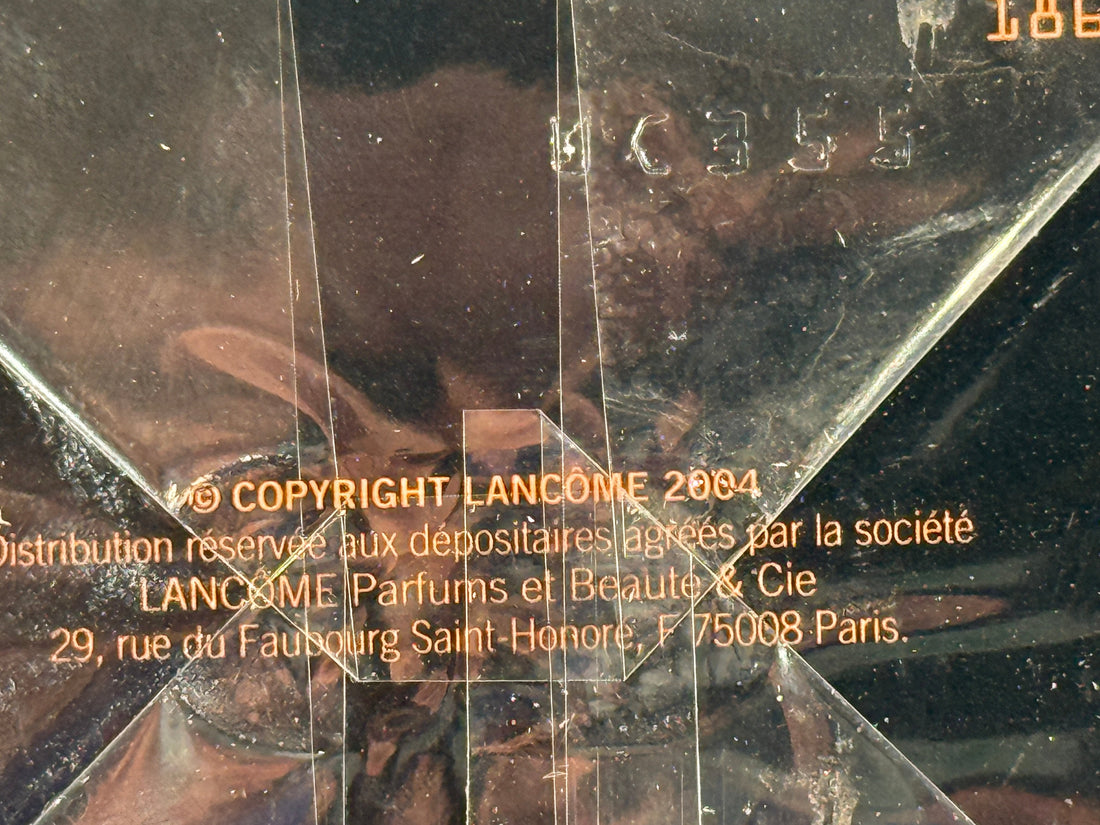 © COPYRIGHT LANCÔME 2004
Distribution réservée aux dépositaires agréés par la société
LANCÔME Parfums et Beauté & Cie
29, rue du Faubourg Saint-Honoré, F 75008 Paris.